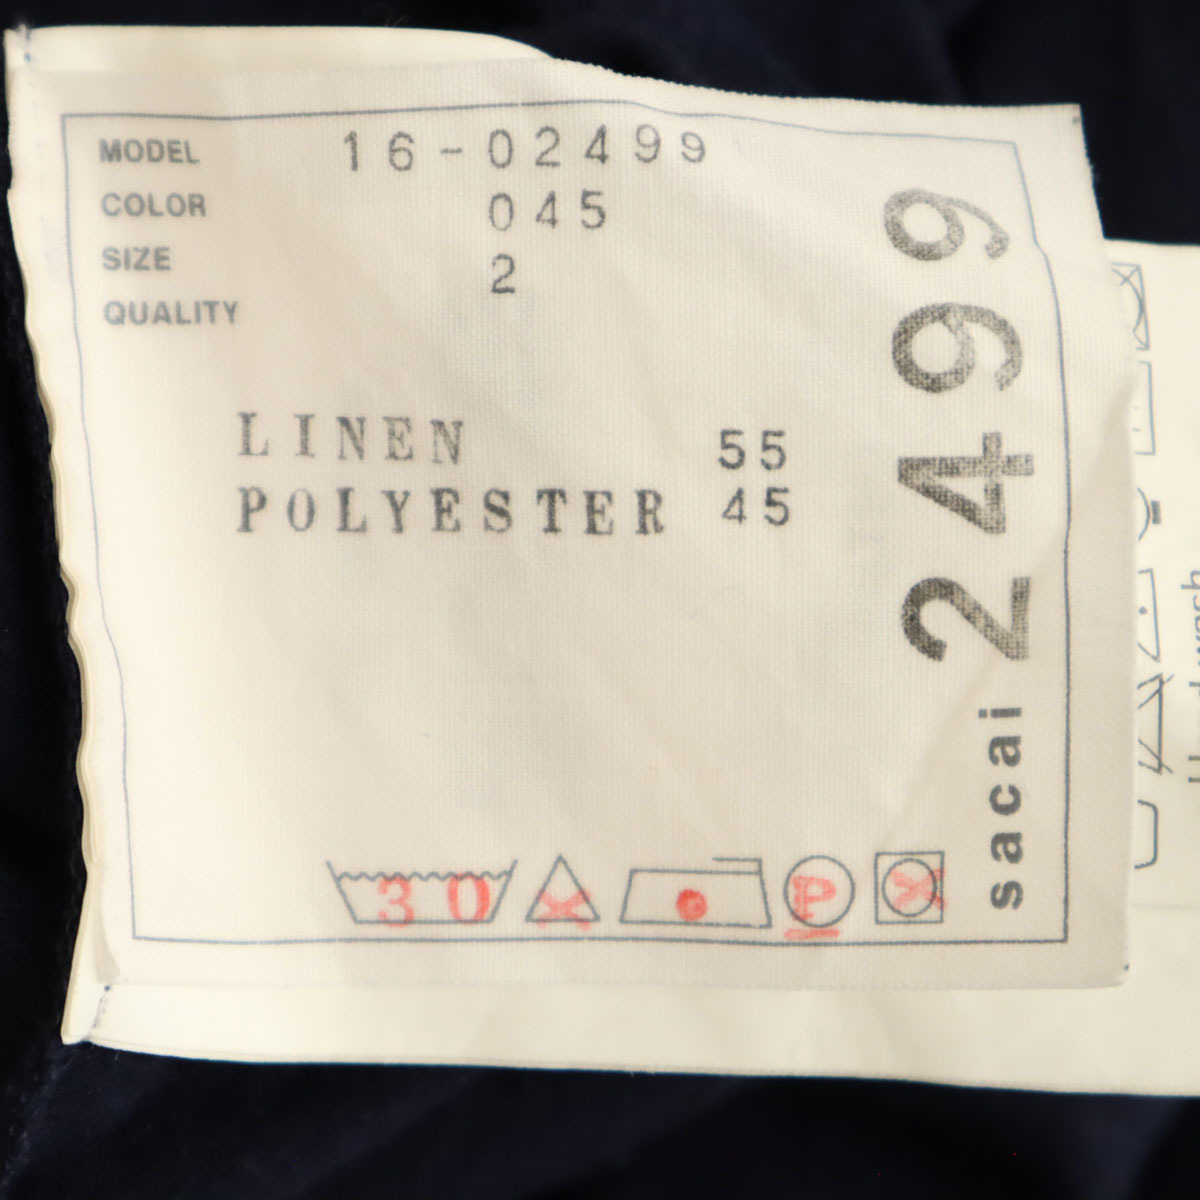 MODEL 16-02499
COLOR 045
SIZE 2
QUALITY
LINEN 55
POLYESTER 45
sacai 2499
30
P